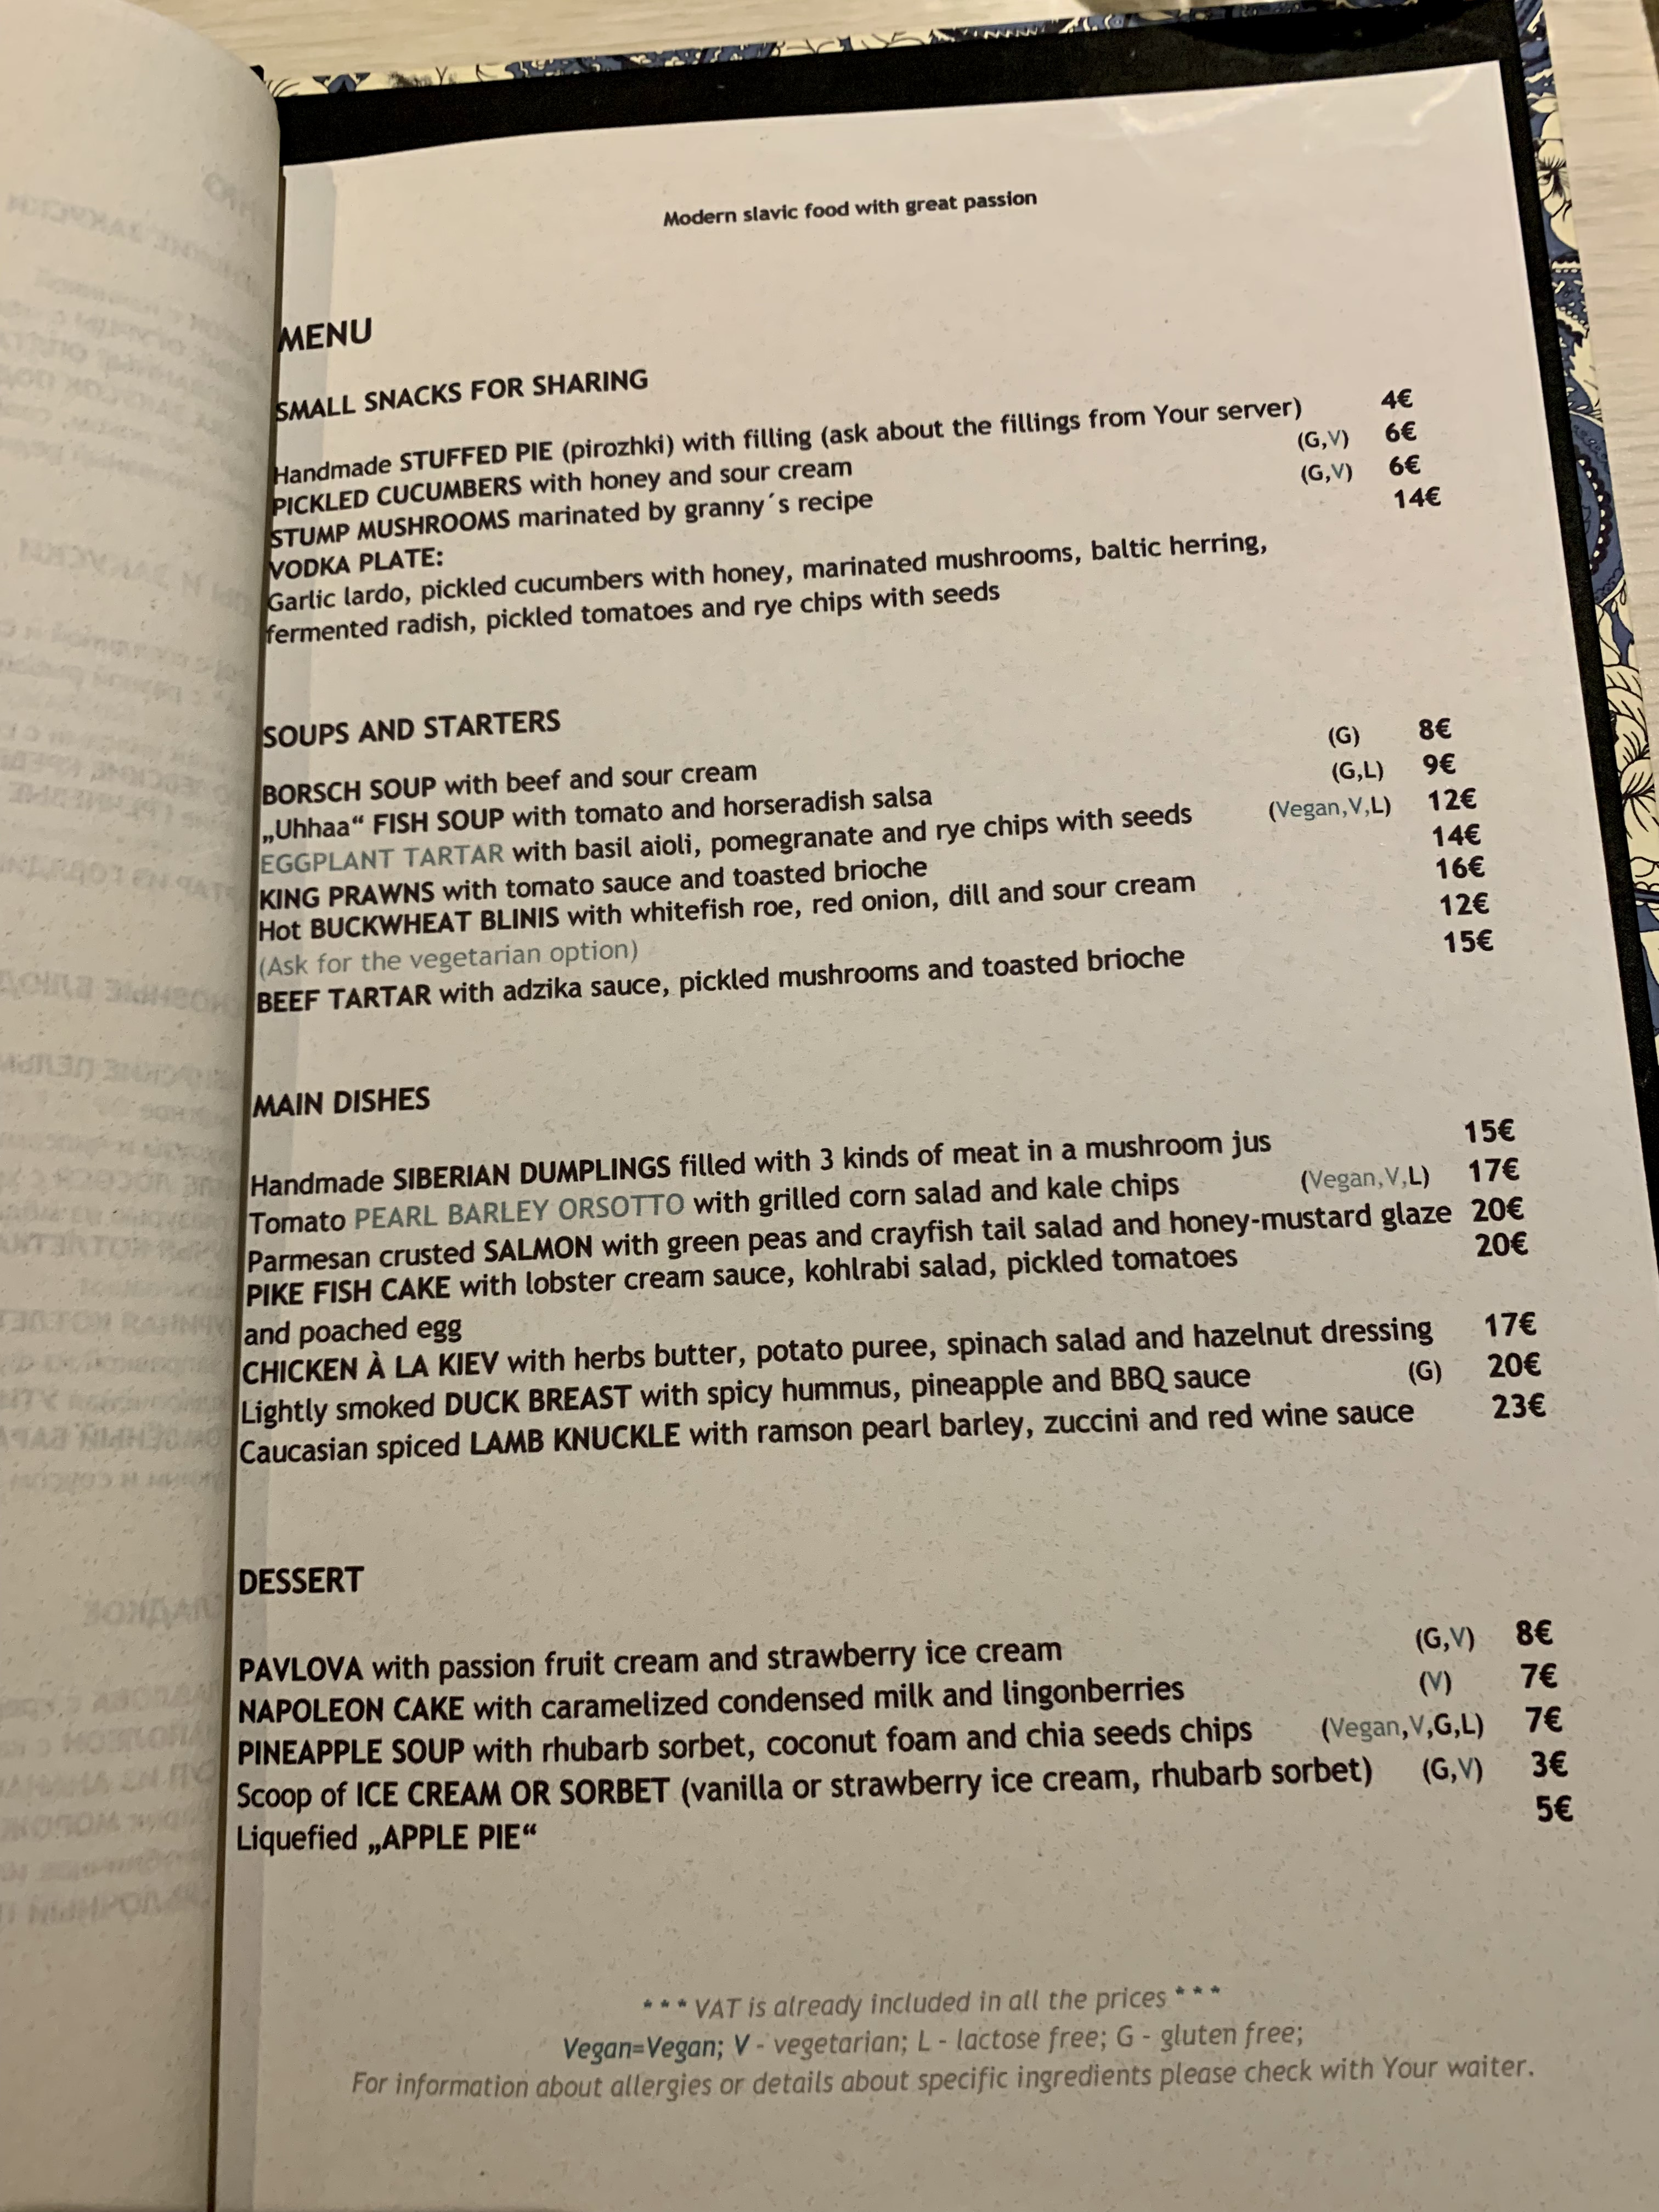 Modern slavic food with great passion
MENU
SMALL SNACKS FOR SHARING
Handmade STUFFED PIE (pirozhki) with filling (ask about the fillings from Your server) 4€
PICKLED CUCUMBERS with honey and sour cream (G,V) 6€
STUMP MUSHROOMS marinated by granny´s recipe (G,V) 6€
VODKA PLATE: 14€
Garlic lardo, pickled cucumbers with honey, marinated mushrooms, baltic herring,
fermented radish, pickled tomatoes and rye chips with seeds
SOUPS AND STARTERS
BORSCH SOUP with beef and sour cream (G) 8€
„Uhhaa“ FISH SOUP with tomato and horseradish salsa (G,L) 9€
EGGPLANT TARTAR with basil aioli, pomegranate and rye chips with seeds (Vegan,V,L) 12€
KING PRAWNS with tomato sauce and toasted brioche 14€
Hot BUCKWHEAT BLINIS with whitefish roe, red onion, dill and sour cream 16€
(Ask for the vegetarian option) 12€
BEEF TARTAR with adzika sauce, pickled mushrooms and toasted brioche 15€
MAIN DISHES
Handmade SIBERIAN DUMPLINGS filled with 3 kinds of meat in a mushroom jus 15€
Tomato PEARL BARLEY ORSOTTO with grilled corn salad and kale chips (Vegan,V,L) 17€
Parmesan crusted SALMON with green peas and crayfish tail salad and honey-mustard glaze 20€
PIKE FISH CAKE with lobster cream sauce, kohlrabi salad, pickled tomatoes 20€
and poached egg
CHICKEN À LA KIEV with herbs butter, potato puree, spinach salad and hazelnut dressing 17€
Lightly smoked DUCK BREAST with spicy hummus, pineapple and BBQ sauce (G) 20€
Caucasian spiced LAMB KNUCKLE with ramson pearl barley, zuccini and red wine sauce 23€
DESSERT
PAVLOVA with passion fruit cream and strawberry ice cream (G,V) 8€
NAPOLEON CAKE with caramelized condensed milk and lingonberries (V) 7€
PINEAPPLE SOUP with rhubarb sorbet, coconut foam and chia seeds chips (Vegan,V,G,L) 7€
Scoop of ICE CREAM OR SORBET (vanilla or strawberry ice cream, rhubarb sorbet) (G,V) 3€
Liquefied „APPLE PIE“ 5€
* * * VAT is already included in all the prices * * *
Vegan=Vegan; V - vegetarian; L - lactose free; G - gluten free;
For information about allergies or details about specific ingredients please check with Your waiter.